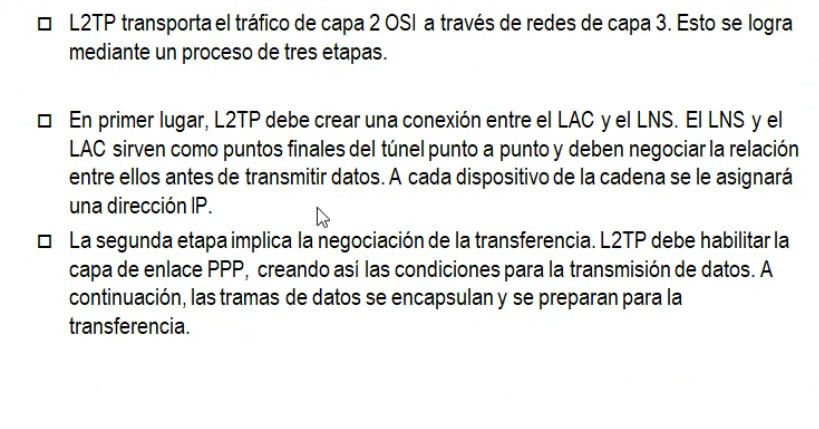 L2TP transporta el tráfico de capa 2 OSI a través de redes de capa 3. Esto se logra
mediante un proceso de tres etapas.
En primer lugar, L2TP debe crear una conexión entre el LAC y el LNS. El LNS y el
LAC sirven como puntos finales del túnel punto a punto y deben negociar la relación
entre ellos antes de transmitir datos. A cada dispositivo de la cadena se le asignará
una dirección IP.
La segunda etapa implica la negociación de la transferencia. L2TP debe habilitar la
capa de enlace PPP, creando así las condiciones para la transmisión de datos. A
continuación, las tramas de datos se encapsulan y se preparan para la
transferencia.